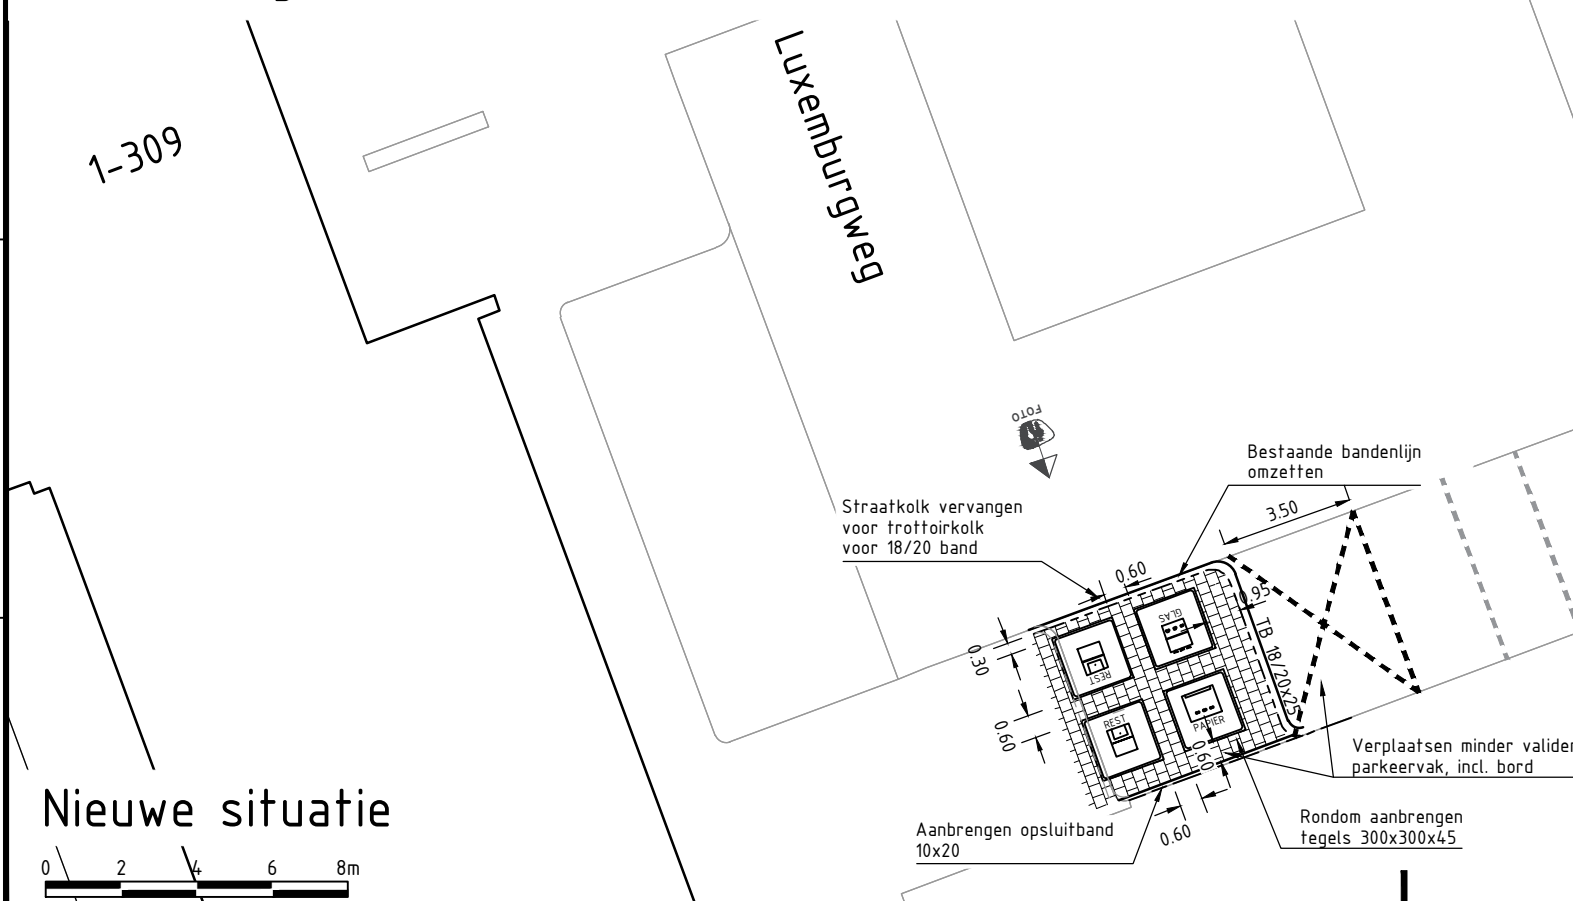 1-309
Luxemburgweg
FOTO
Bestaande bandenlijn
omzetten
3.50
Straatkolk vervangen
voor trottoirkolk
voor 18/20 band
0.60
0.95
GLAS
TB 18/20x25
0.30
REST
REST
PAPIER
0.60
0.60
Verplaatsen minder valide
parkeervak, incl. bord
Nieuwe situatie
Rondom aanbrengen
tegels 300x300x45
Aanbrengen opsluitband
10x20
0.60
0 2 4 6 8m